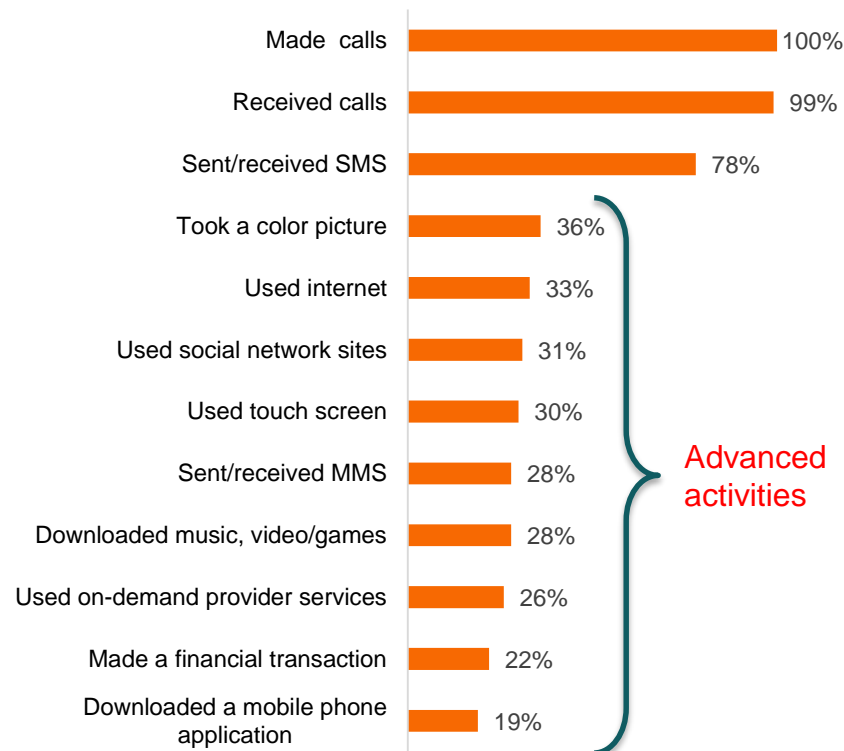 Made calls 100%
Received calls 99%
Sent/received SMS 78%
Took a color picture 36%
Used internet 33%
Used social network sites 31%
Used touch screen 30%
Sent/received MMS 28%
Downloaded music, video/games 28%
Used on-demand provider services 26%
Made a financial transaction 22%
Downloaded a mobile phone
application 19%
Advanced
activities